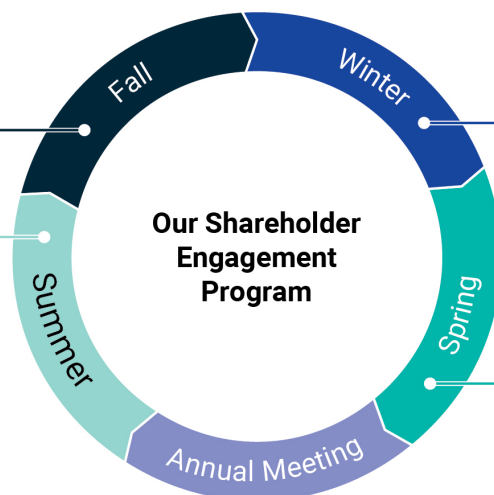 Fall
Winter
Our Shareholder
Engagement
Program
Summer
Spring
Annual Meeting